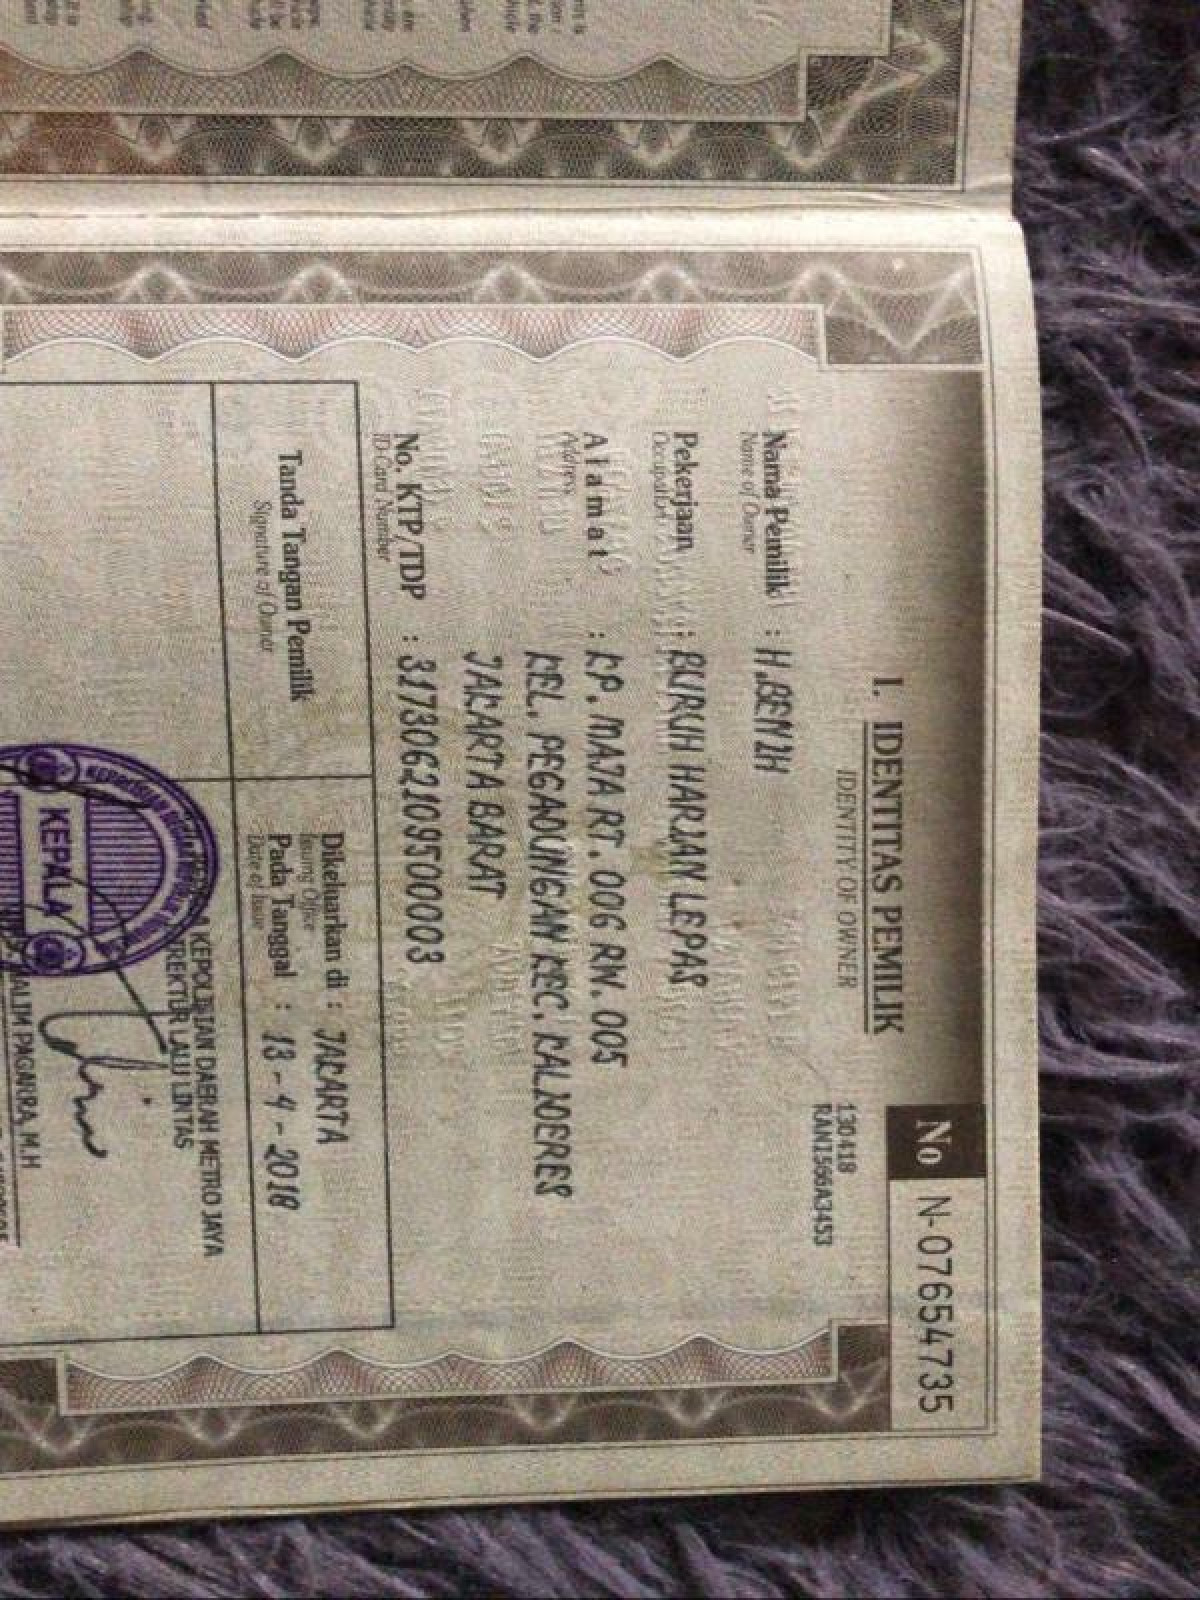 No N-07654735
130418
RANI566A3453
1. IDENTITAS PEMILIK
IDENTITY OF OWNER
Nama Pemilik : H.BENIH
Name of Owner
Pekerjaan : BURUH HARIAN LEPAS
Occupation
Alamat : KP. MAJA RT. 006 RW. 005
Address
KEL. PEGADUNGAN KEC. KALIDERES
JAKARTA BARAT
No. KTP/TDP : 3173062109500003
ID Card Number
Tanda Tangan Pemilik
Signature of Owner
Dikeluarkan di : JAKARTA
Issuing Office
Pada Tanggal : 13-4-2018
Date of Issue
KEPOLISIAN DAERAH METRO JAYA
LALU LINTAS
KEPALA
PAGARRA, M.H